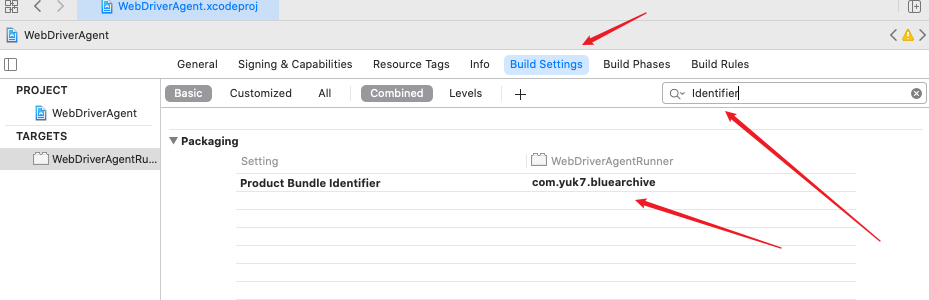 WebDriverAgent.xcodeproj
WebDriverAgent
General Signing & Capabilities Resource Tags Info Build Settings Build Phases Build Rules
PROJECT
Basic Customized All Combined Levels + Identifier
WebDriverAgent
TARGETS
Packaging
WebDriverAgentRu...
Setting WebDriverAgentRunner
Product Bundle Identifier com.yuk7.bluearchive